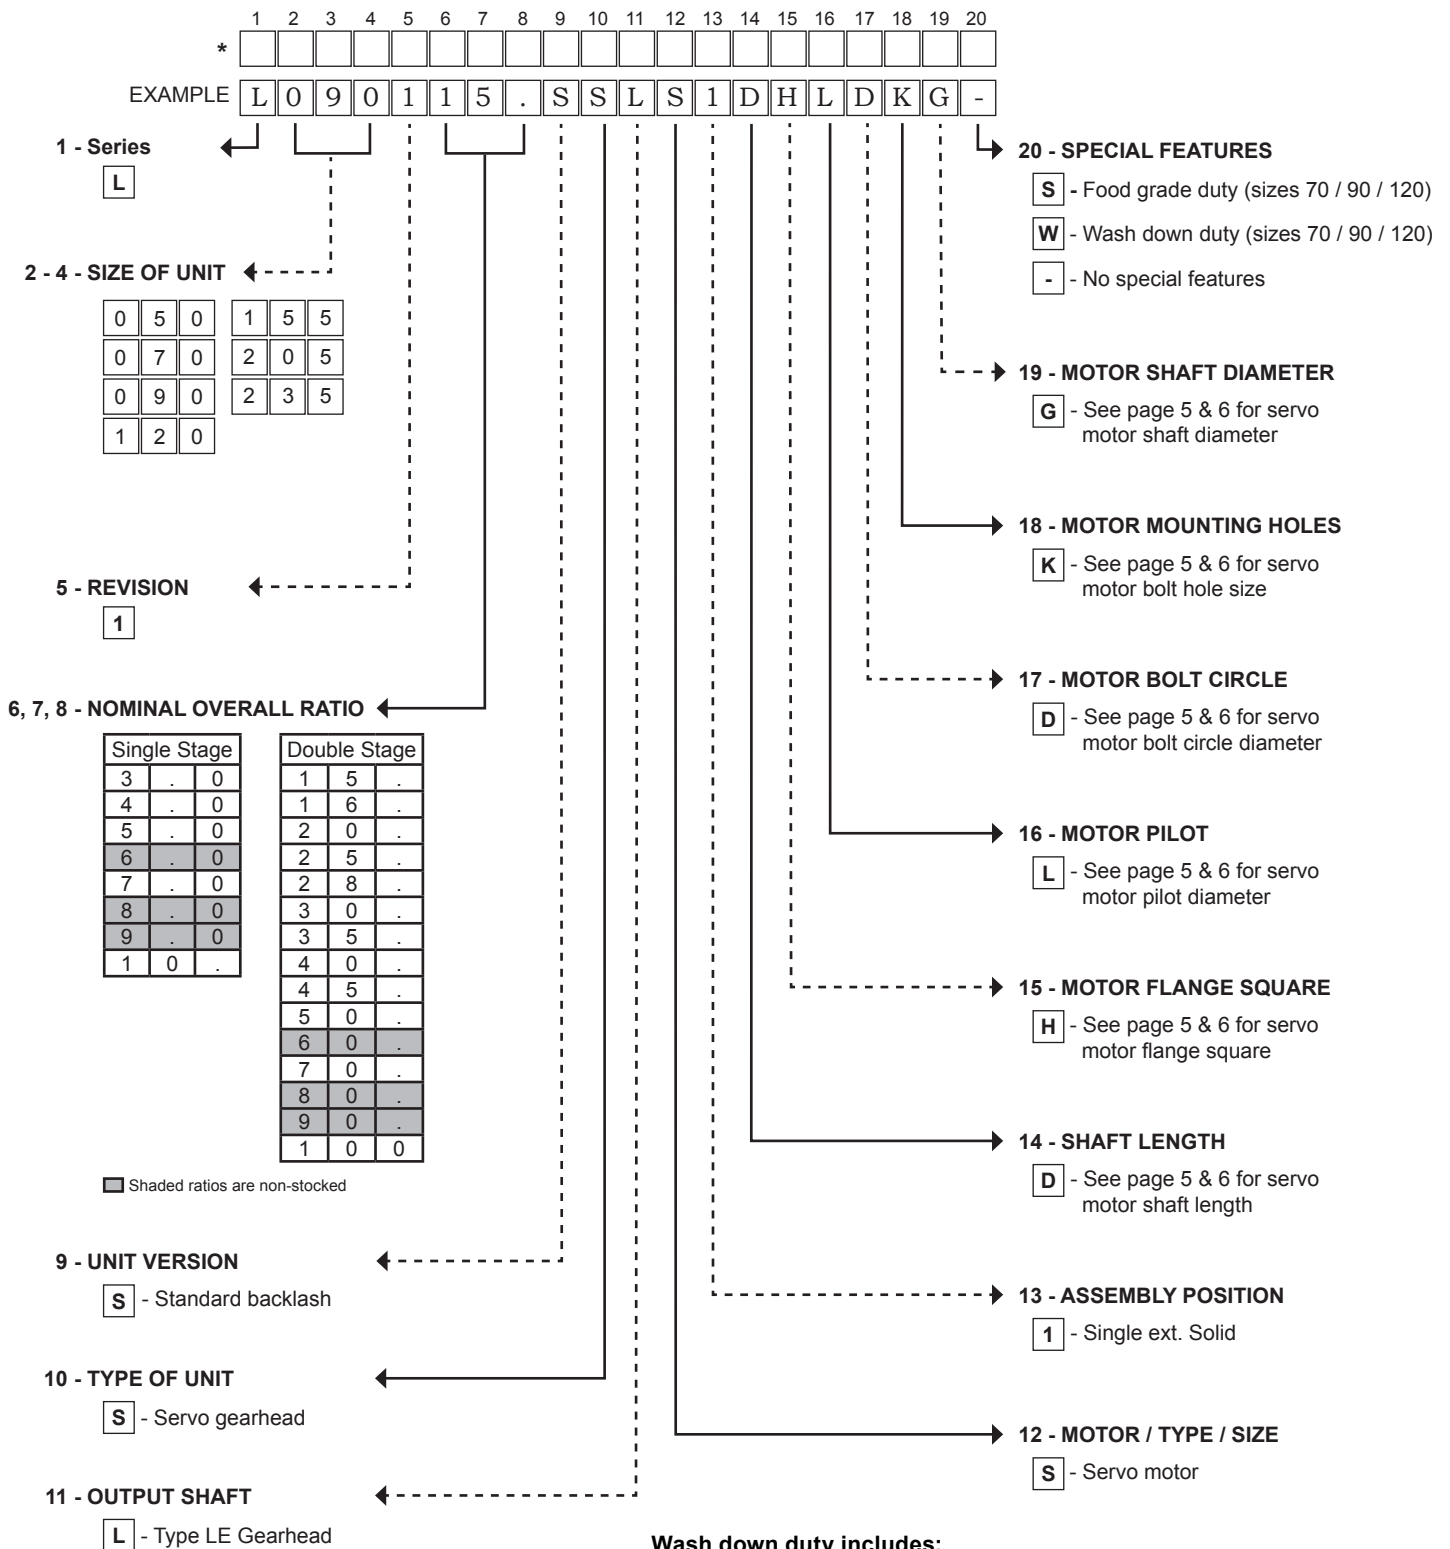 1 2 3 4 5 6 7 8 9 10 11 12 13 14 15 16 17 18 19 20
*
EXAMPLE L 0 9 0 1 1 5 . S S L S 1 D H L D K G -
1 - Series
L
2 - 4 - SIZE OF UNIT
0 5 0 1 5 5
0 7 0 2 0 5
0 9 0 2 3 5
1 2 0
5 - REVISION
1
6, 7, 8 - NOMINAL OVERALL RATIO
Single Stage
3 . 0
4 . 0
5 . 0
6 . 0
7 . 0
8 . 0
9 . 0
1 0 .
Double Stage
1 5 .
1 6 .
2 0 .
2 5 .
2 8 .
3 0 .
3 5 .
4 0 .
4 5 .
5 0 .
6 0 .
7 0 .
8 0 .
9 0 .
1 0 0
Shaded ratios are non-stocked
9 - UNIT VERSION
S - Standard backlash
10 - TYPE OF UNIT
S - Servo gearhead
11 - OUTPUT SHAFT
L - Type LE Gearhead
20 - SPECIAL FEATURES
S - Food grade duty (sizes 70 / 90 / 120)
W - Wash down duty (sizes 70 / 90 / 120)
- - No special features
19 - MOTOR SHAFT DIAMETER
G - See page 5 & 6 for servo
motor shaft diameter
18 - MOTOR MOUNTING HOLES
K - See page 5 & 6 for servo
motor bolt hole size
17 - MOTOR BOLT CIRCLE
D - See page 5 & 6 for servo
motor bolt circle diameter
16 - MOTOR PILOT
L - See page 5 & 6 for servo
motor pilot diameter
15 - MOTOR FLANGE SQUARE
H - See page 5 & 6 for servo
motor flange square
14 - SHAFT LENGTH
D - See page 5 & 6 for servo
motor shaft length
13 - ASSEMBLY POSITION
1 - Single ext. Solid
12 - MOTOR / TYPE / SIZE
S - Servo motor
Wash down duty includes: